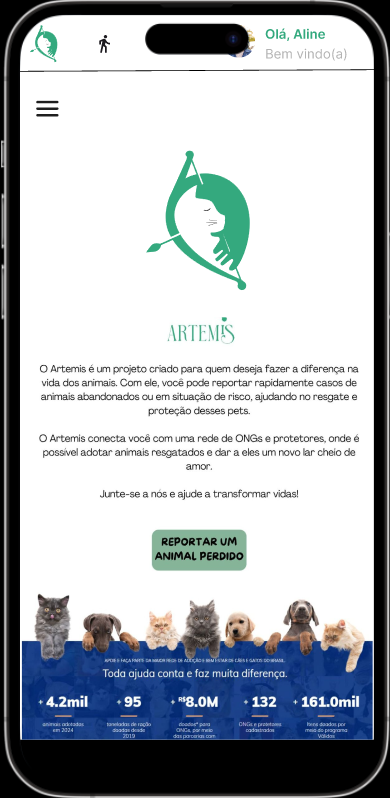 Olá, Aline
Bem vindo(a)
ARTEMIS
O Artemis é um projeto criado para quem deseja fazer a diferença na
vida dos animais. Com ele, você pode reportar rapidamente casos de
animais abandonados ou em situação de risco, ajudando no resgate e
proteção desses pets.
O Artemis conecta você com uma rede de ONGs e protetores, onde é
possível adotar animais resgatados e dar a eles um novo lar cheio de
amor.
Junte-se a nós e ajude a transformar vidas!
REPORTAR UM
ANIMAL PERDIDO
APOIE E FAÇA PARTE DA MAIOR REDE DE ADOÇÃO E BEM ESTAR DE CÃES E GATOS DO BRASIL.
Toda ajuda conta e faz muita diferença.
+ 4.2mil + 95 + R$8.0M + 132 + 161.0mil
animais adotados
em 2024
toneladas de ração
doadas desde
2019
doados* para
ONGs, por meio
das parcerias com
ONGs e protetores
cadastrados
itens doados por
meio do programa
Válidos